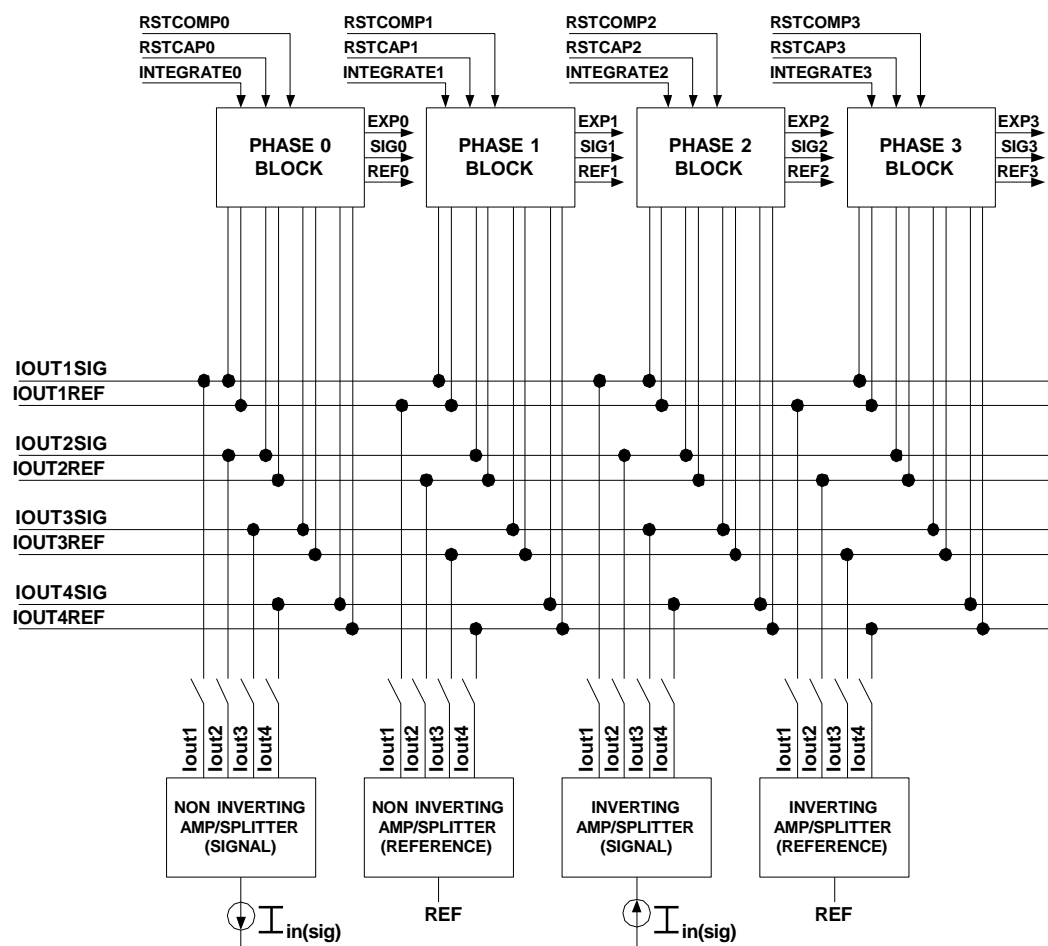 RSTCOMP0
RSTCAP0
INTEGRATE0
RSTCOMP1
RSTCAP1
INTEGRATE1
RSTCOMP2
RSTCAP2
INTEGRATE2
RSTCOMP3
RSTCAP3
INTEGRATE3
PHASE 0
BLOCK
EXP0
SIG0
REF0
PHASE 1
BLOCK
EXP1
SIG1
REF1
PHASE 2
BLOCK
EXP2
SIG2
REF2
PHASE 3
BLOCK
EXP3
SIG3
REF3
IOUT1SIG
IOUT1REF
IOUT2SIG
IOUT2REF
IOUT3SIG
IOUT3REF
IOUT4SIG
IOUT4REF
Iout1
Iout2
Iout3
Iout4
Iout1
Iout2
Iout3
Iout4
Iout1
Iout2
Iout3
Iout4
Iout1
Iout2
Iout3
Iout4
NON INVERTING
AMP/SPLITTER
(SIGNAL)
NON INVERTING
AMP/SPLITTER
(REFERENCE)
INVERTING
AMP/SPLITTER
(SIGNAL)
INVERTING
AMP/SPLITTER
(REFERENCE)
I in(sig)
REF
I in(sig)
REF